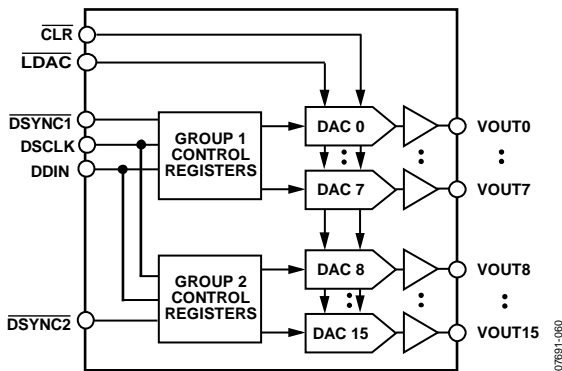 CLR
LDAC
DSYNC1
DSCLK
DDIN
GROUP 1
CONTROL
REGISTERS
DAC 0
VOUT0
DAC 7
VOUT7
GROUP 2
CONTROL
REGISTERS
DSYNC2
DAC 8
VOUT8
DAC 15
VOUT15
07691-060